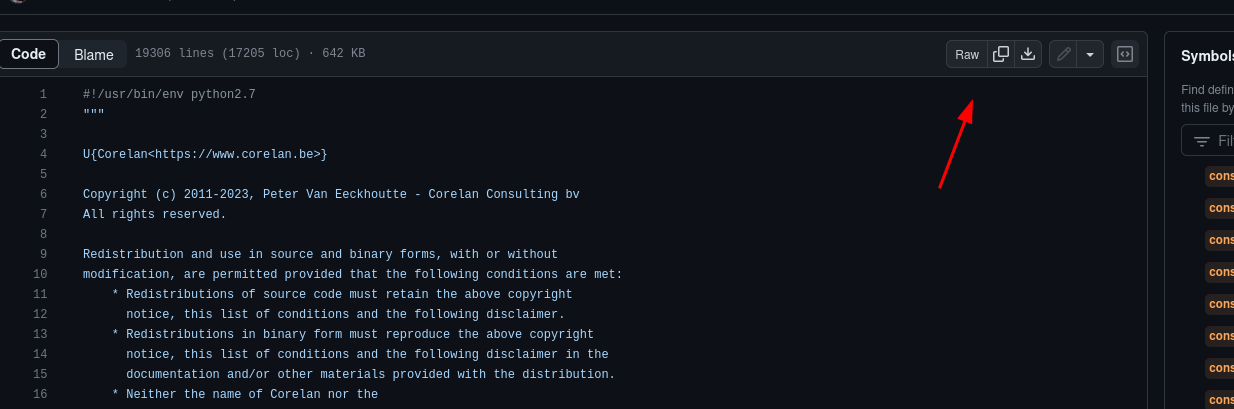 Code Blame 19306 lines (17205 loc) · 642 KB Raw
1 #!/usr/bin/env python2.7
2 """
3
4 U{Corelan<https://www.corelan.be>}
5
6 Copyright (c) 2011-2023, Peter Van Eeckhoutte - Corelan Consulting bv
7 All rights reserved.
8
9 Redistribution and use in source and binary forms, with or without
10 modification, are permitted provided that the following conditions are met:
11 * Redistributions of source code must retain the above copyright
12 notice, this list of conditions and the following disclaimer.
13 * Redistributions in binary form must reproduce the above copyright
14 notice, this list of conditions and the following disclaimer in the
15 documentation and/or other materials provided with the distribution.
16 * Neither the name of Corelan nor the
Symbols
Find defin
this file by
Fil
cons
cons
cons
cons
cons
cons
cons
cons